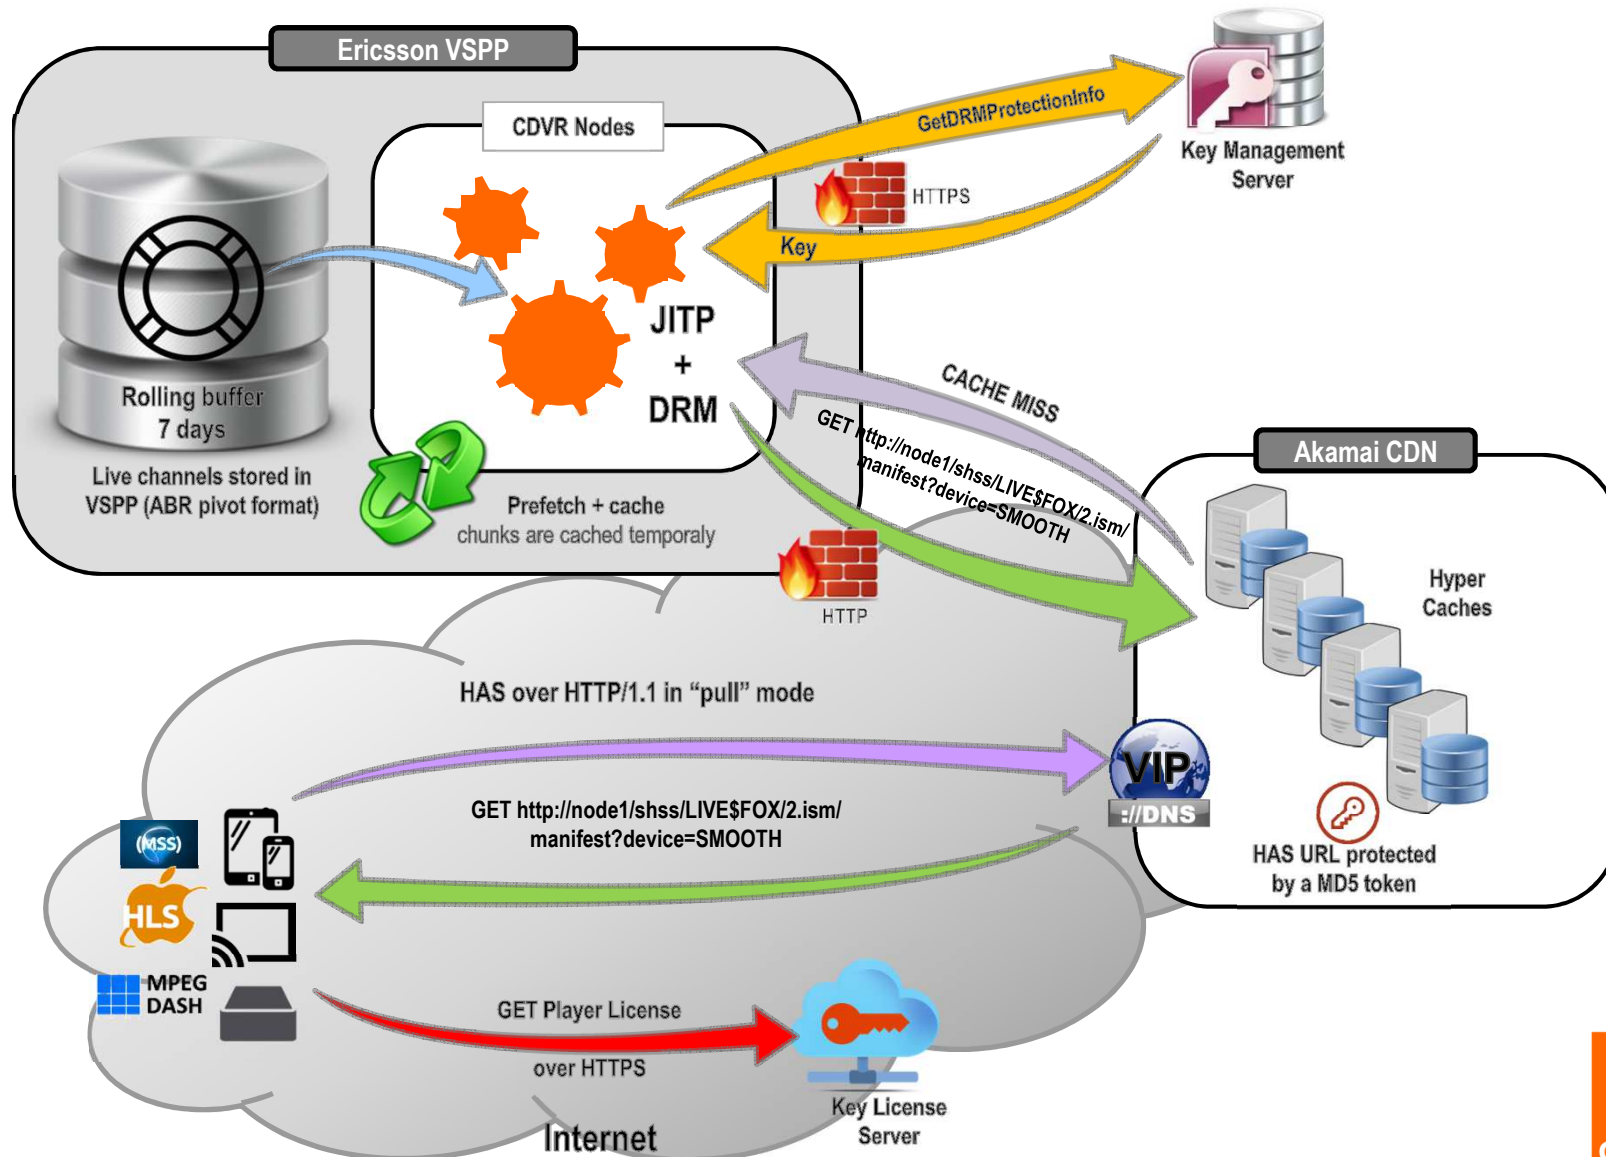 Ericsson VSPP
CDVR Nodes
GetDRMProtectionInfo
Key Management
Server
HTTPS
Key
JITP
+
DRM
Rolling buffer
7 days
Live channels stored in
VSPP (ABR pivot format)
Prefetch + cache
chunks are cached temporaly
CACHE MISS
GET http://node1/shss/LIVE$FOX/2.ism/
manifest?device=SMOOTH
HTTP
Akamai CDN
Hyper
Caches
HAS over HTTP/1.1 in “pull” mode
VIP
://DNS
GET http://node1/shss/LIVE$FOX/2.ism/
manifest?device=SMOOTH
HAS URL protected
by a MD5 token
(MSS)
HLS
MPEG
DASH
GET Player License
over HTTPS
Key License
Server
Internet